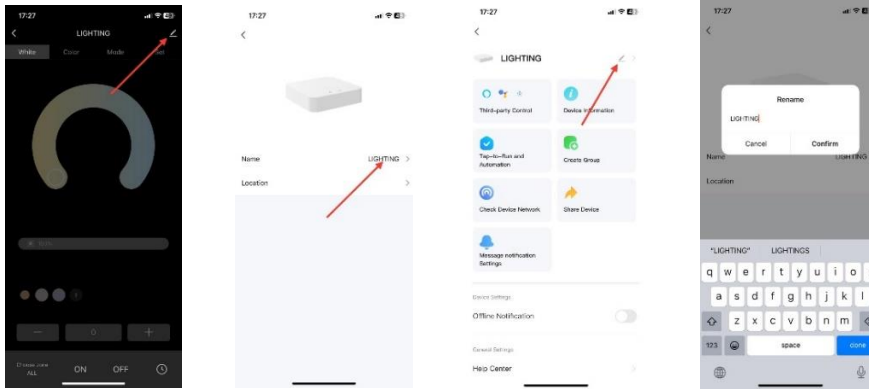 17:27
LIGHTING
White Color Mode Set
80%
ALL
ON OFF
17:27
Name LIGHTING
Location
17:27
LIGHTING
Third-party Control
Device Information
Tap-to-Run and
Automation
Create Group
Check Device Network
Share Device
Message notification
Settings
Device Settings
Offline Notification
General Settings
Help Center
17:27
Rename
LIGHTING
Cancel Confirm
Name LIGHTING
Location
"LIGHTING" LIGHTINGS
q w e r t y u i o
a s d f g h j k l
z x c v b n m
123 space done